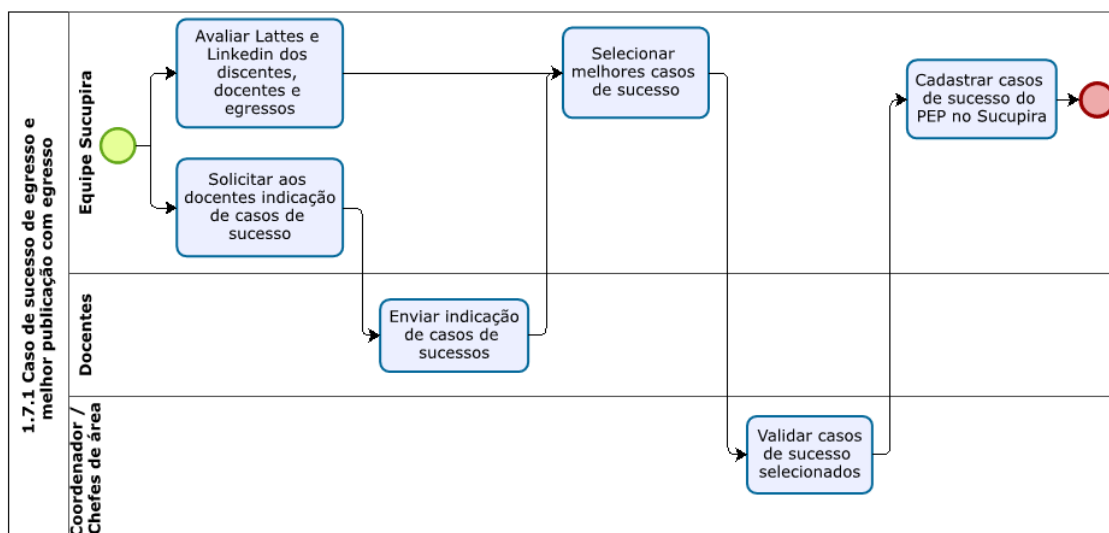 1.7.1 Caso de sucesso de egresso e
melhor publicação com egresso
Equipe Sucupira
Avaliar Lattes e
Linkedin dos
discentes,
docentes e
egressos
Solicitar aos
docentes indicação
de casos de
sucesso
Selecionar
melhores casos
de sucesso
Cadastrar casos
de sucesso do
PEP no Sucupira
Docentes
Enviar indicação
de casos de
sucessos
Coordenador /
Chefes de área
Validar casos
de sucesso
selecionados